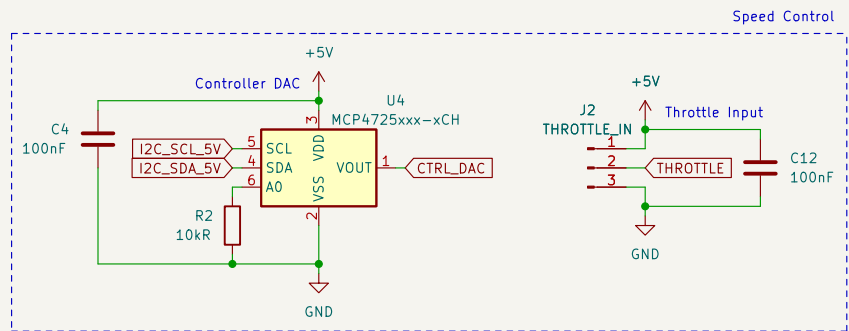 Speed Control
+5V
Controller DAC
U4
MCP4725xxx-xCH
C4
100nF
3
VDD
I2C_SCL_5V
5
SCL
I2C_SDA_5V
4
SDA
VOUT
1
CTRL_DAC
6
A0
VSS
2
R2
10kR
GND
+5V
J2
Throttle Input
THROTTLE_IN
1
2
THROTTLE
3
C12
100nF
GND